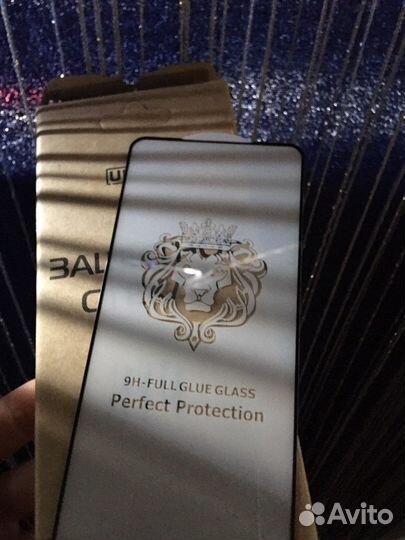 9H-FULL GLUE GLASS
Perfect Protection
Avito